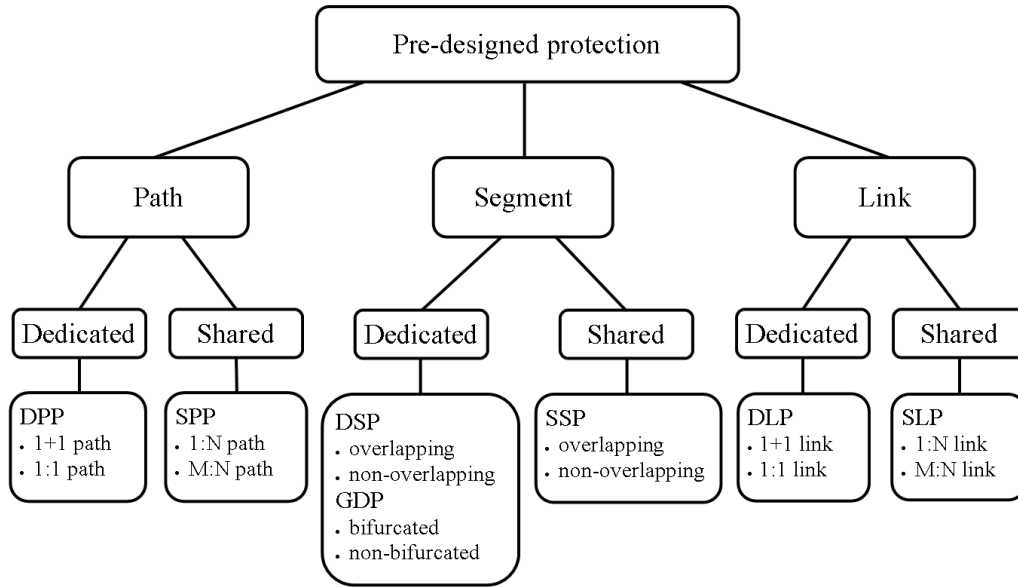 Pre-designed protection
Path
Segment
Link
Dedicated
Shared
Dedicated
Shared
Dedicated
Shared
DPP
• 1+1 path
• 1:1 path
SPP
• 1:N path
• M:N path
DSP
• overlapping
• non-overlapping
GDP
• bifurcated
• non-bifurcated
SSP
• overlapping
• non-overlapping
DLP
• 1+1 link
• 1:1 link
SLP
• 1:N link
• M:N link